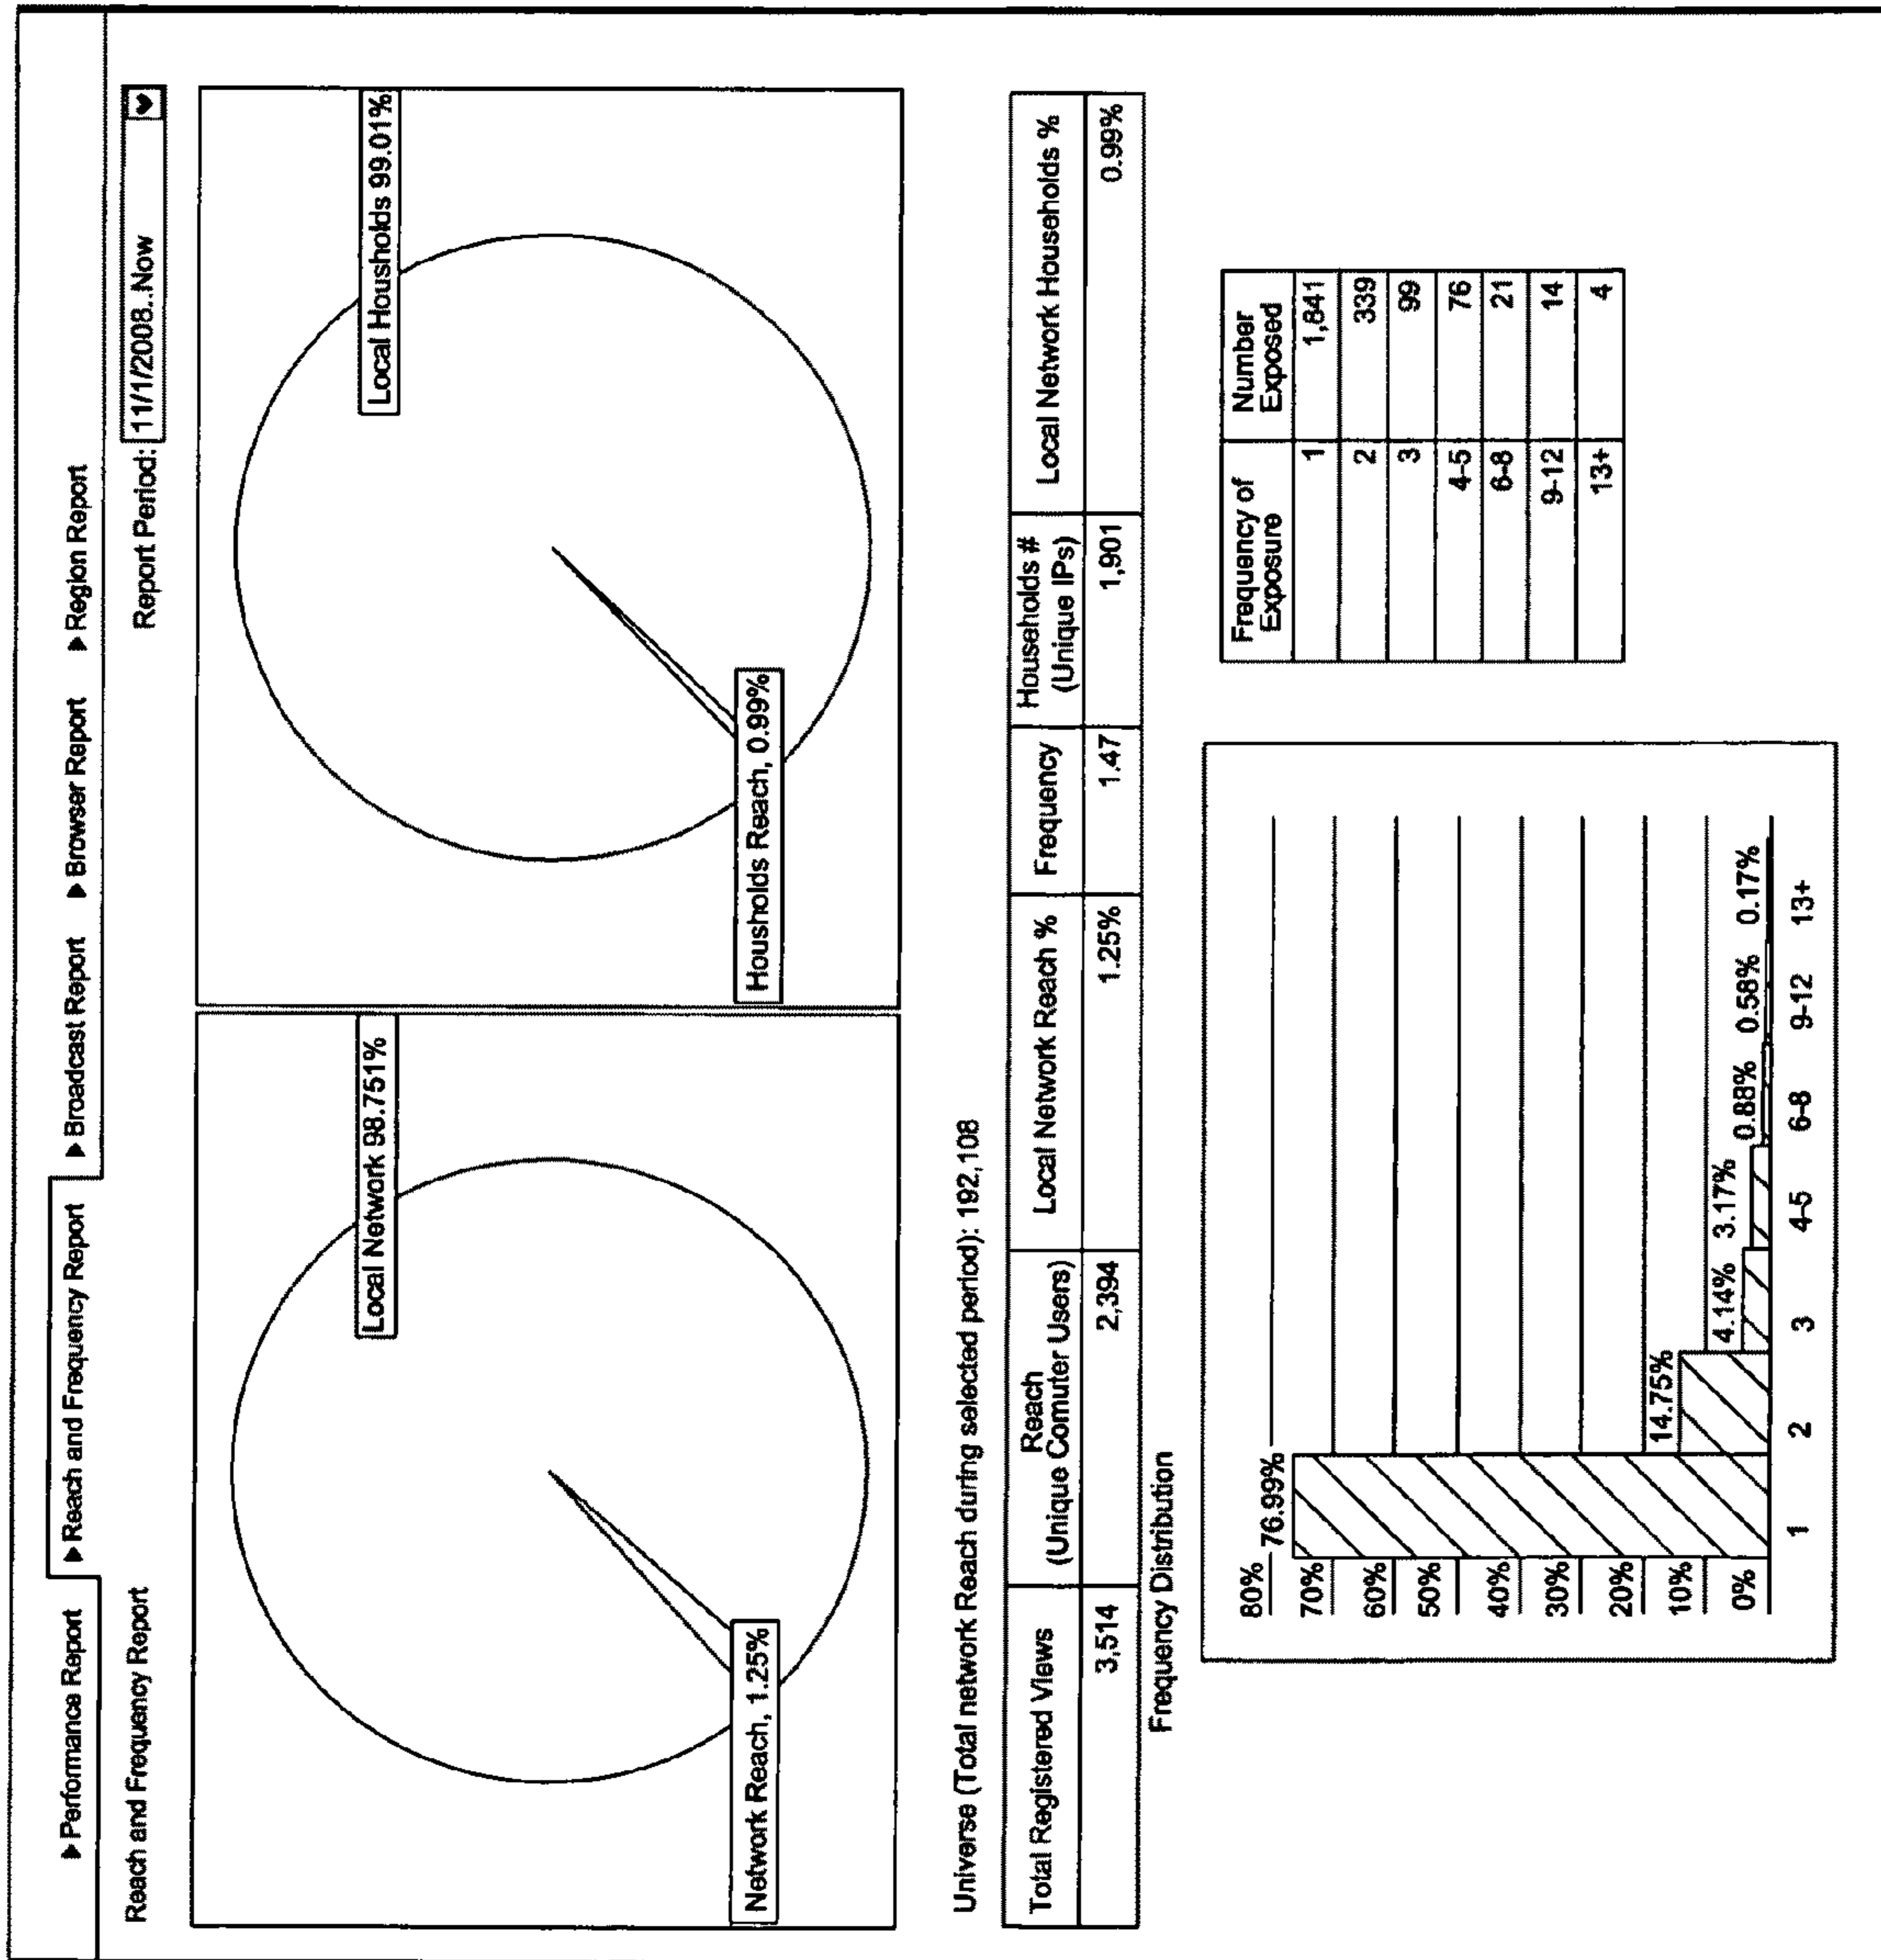 ▶Performance Report ▶Reach and Frequency Report ▶Broadcast Report ▶Browser Report ▶Region Report
Reach and Frequency Report
Report Period: 11/1/2008..Now
Local Network 98.751%
Network Reach, 1.25%
Local Housholds 99.01%
Housholds Reach, 0.99%
Universe (Total network Reach during selected period): 192,108
Total Registered Views
Reach
(Unique Comuter Users)
Local Network Reach %
Frequency
Households #
(Unique IPs)
Local Network Households %
3,514 2,394 1.25% 1.47 1,901 0.99%
Frequency Distribution
80%
70%
60%
50%
40%
30%
20%
10%
0%
76.99%
14.75%
4.14%
3.17%
0.88%
0.58%
0.17%
1 2 3 4-5 6-8 9-12 13+
Frequency of
Exposure
Number
Exposed
1 1,841
2 339
3 99
4-5 76
6-8 21
9-12 14
13+ 4